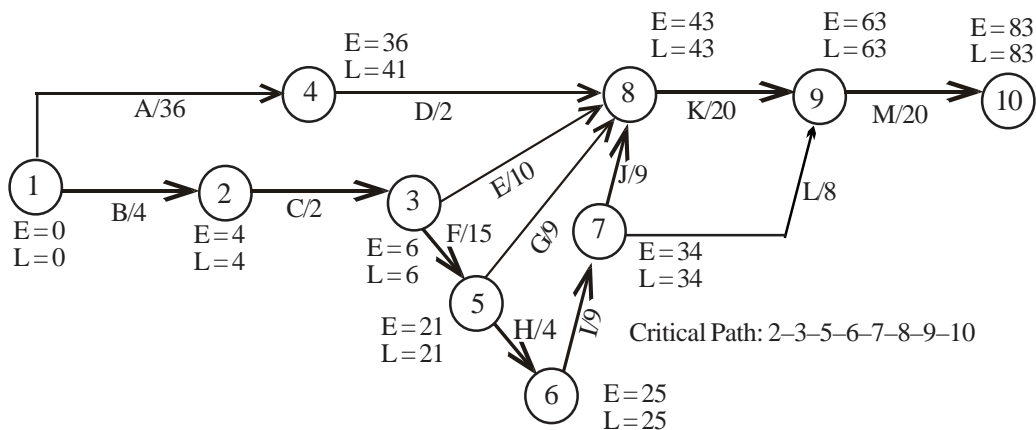 E = 36
L = 41
E = 43
L = 43
E = 63
L = 63
E = 83
L = 83
4
8
9
10
A/36
D/2
K/20
M/20
E/10
J/9
1
2
3
B/4
C/2
L/8
E = 0
L = 0
E = 4
L = 4
E = 6
L = 6
F/15
G/9
7
E = 34
L = 34
5
E = 21
L = 21
H/4
I/9
Critical Path: 2–3–5–6–7–8–9–10
6
E = 25
L = 25